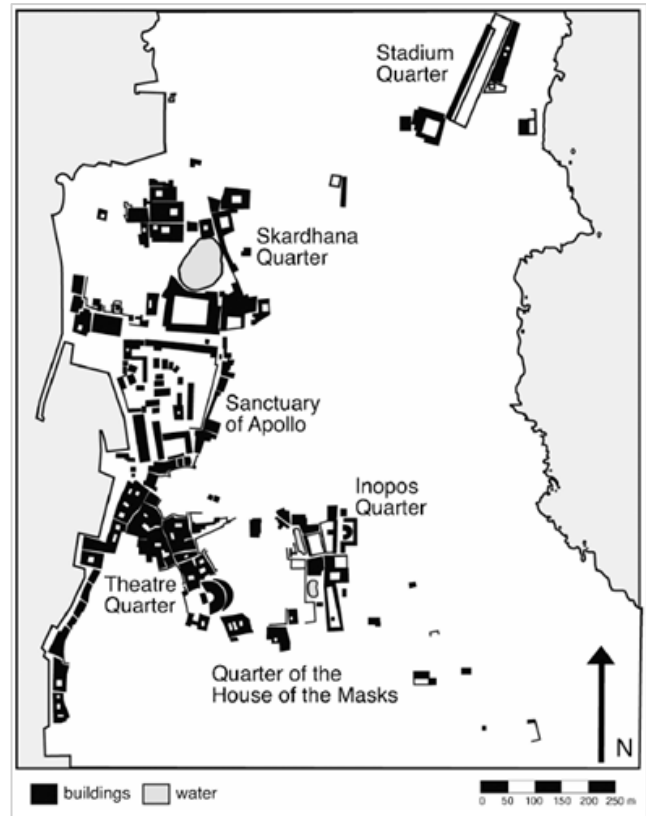 Stadium
Quarter
Skardhana
Quarter
Sanctuary
of Apollo
Inopos
Quarter
Theatre
Quarter
Quarter of the
House of the Masks
N
buildings
water
0 50 100 150 200 250 m